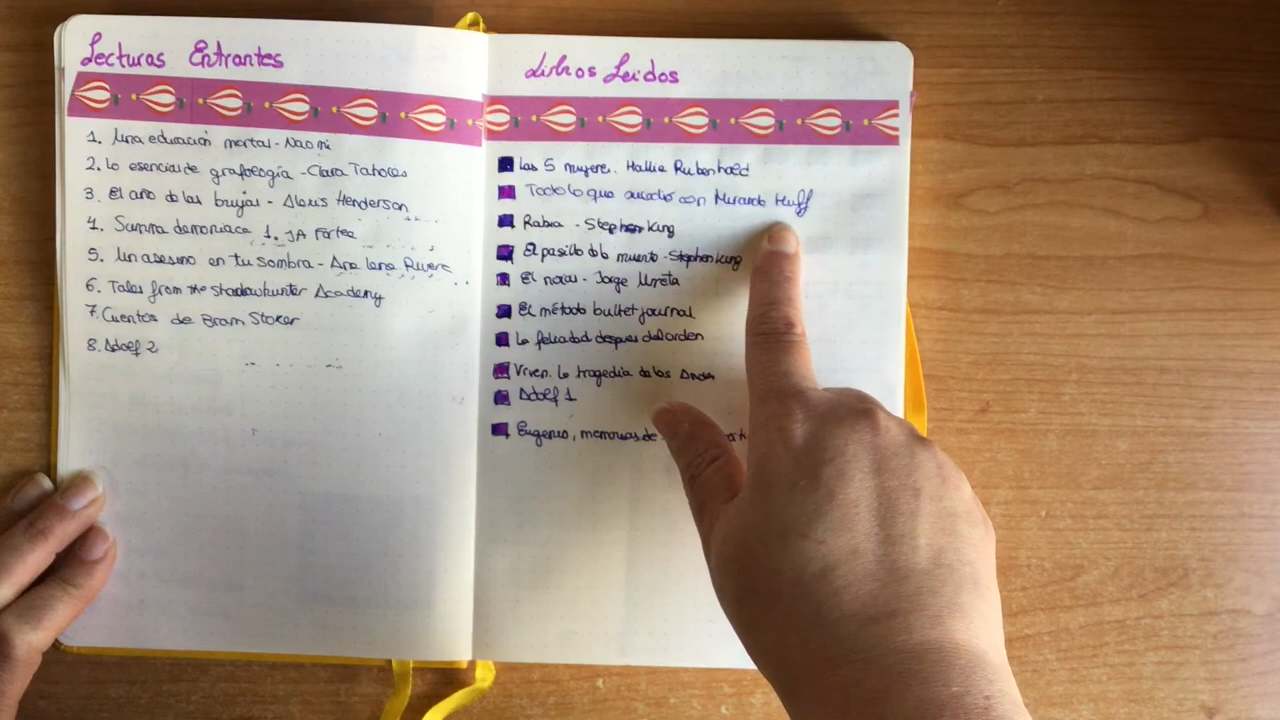 Lecturas Entrantes
1. Una educación mortal - Naomi
2. Lo esencial de grafología - Clara Tahoces
3. El año de las brujas - Alexis Henderson
4. Summa demoniaca 1. JA Fortea
5. Un asesino en tu sombra - Ana Lena Rivera
6. Tales from the Shadowhunter Academy
7. Cuentos de Bram Stoker
8. Adolf 2
Libros Leidos
Las 5 mujeres. Hallie Rubenhold
Todo lo que sucedió con Miranda Huff
Rabia - Stephen King
El pasillo de la muerte - Stephen King
El - Jorge
El método bullet journal.
La felicidad despues del orden
Viven. La tragedia de los Andes
Adolf 1
Eugenio, memorias de